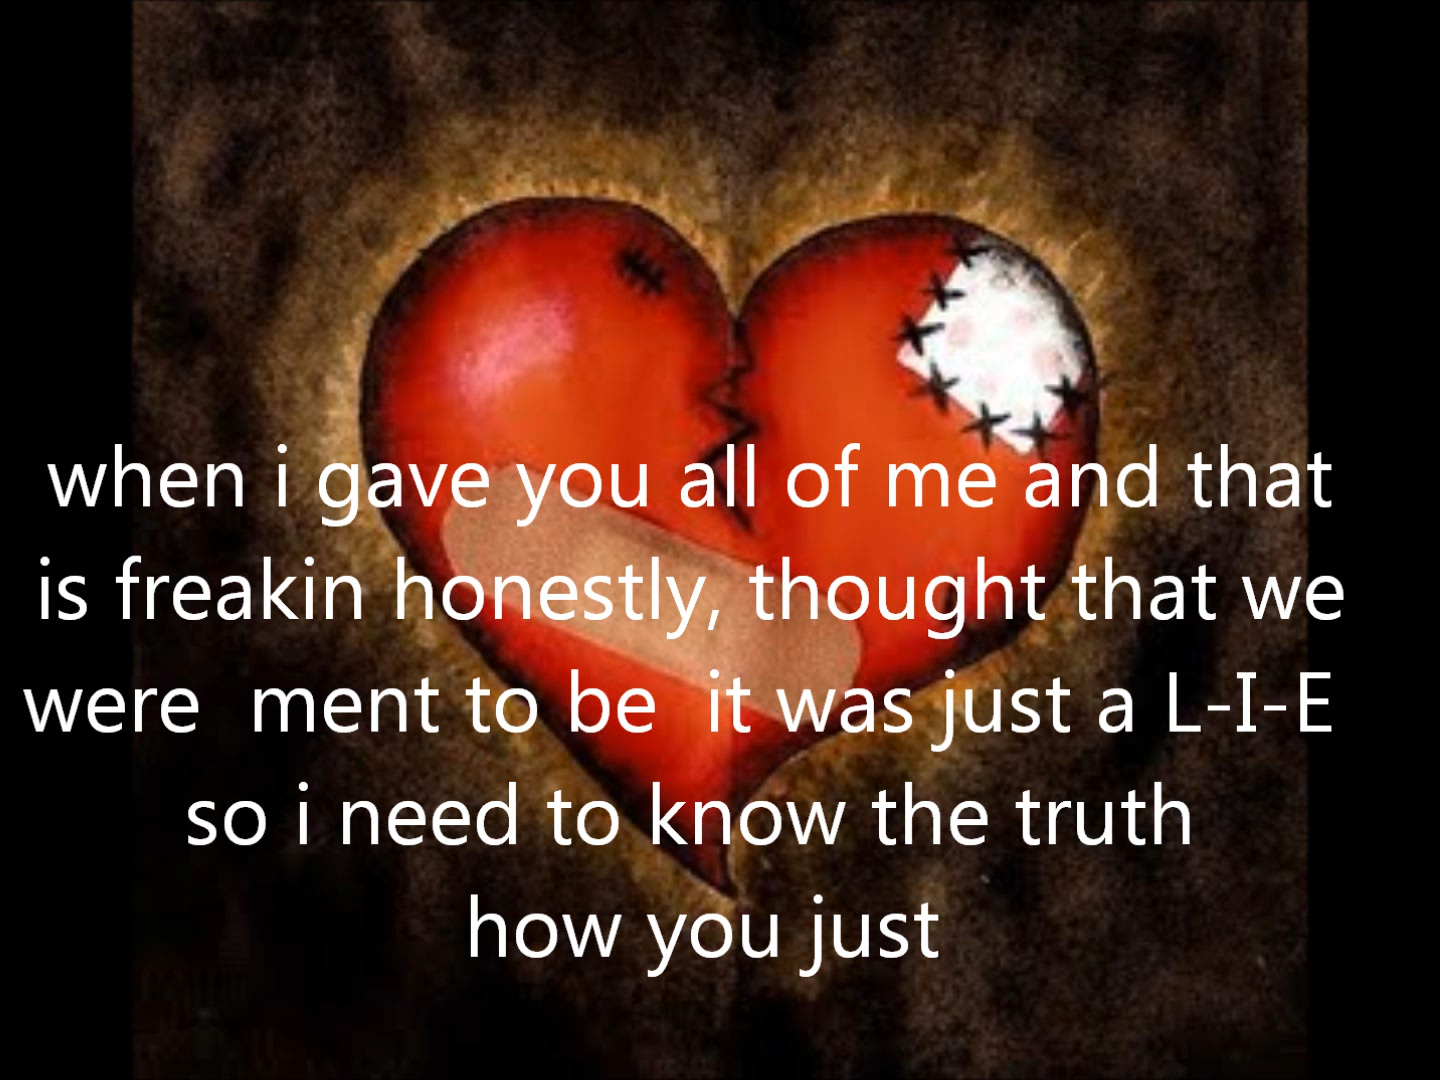 when i gave you all of me and that
is freakin honestly, thought that we
were  ment to be  it was just a L-I-E
so i need to know the truth
how you just